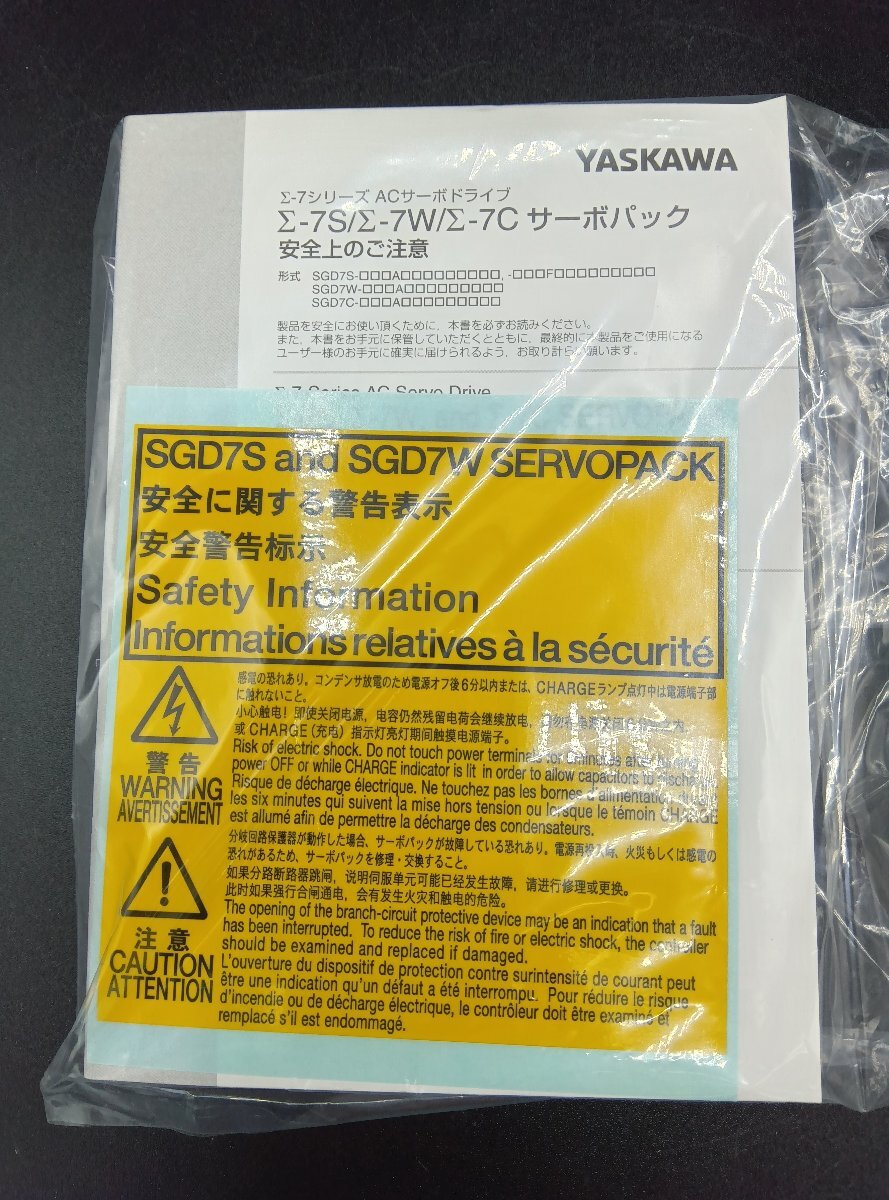 YASKAWA
Σ-7シリーズ ACサーボドライブ
Σ-7S/Σ-7W/Σ-7C サーボパック
安全上のご注意
形式 SGD7S-□□□A□□□□□□□□□, -□□□F□□□□□□□□□
SGD7W-□□□A□□□□□□□□□
SGD7C-□□□A□□□□□□□□□
製品を安全にお使い頂くために、本書を必ずお読みください。
また、本書をお手元に保管していただくとともに、最終的に本製品をご使用になる
ユーザー様のお手元に確実に届けられるよう、お取り計らい願います。
Σ-7-Series AC Servo Drive
SGD7S and SGD7W SERVOPACK
安全に関する警告表示
安全警告标示
Safety Information
Informations relatives à la sécurité
感電の恐れあり。コンデンサ放電のため電源オフ後6分以内または、CHARGEランプ点灯中は電源端子部
に触れないこと。
小心触电！即使关闭电源，电容仍然残留电荷会继续放电，
或 CHARGE（充电）指示灯亮灯期间触摸电源端子。
警告
WARNING
AVERTISSEMENT
Risk of electric shock. Do not touch power terminals for 6 minutes after turning
power OFF or while CHARGE indicator is lit in order to allow capacitors to discharge.
Risque de décharge électrique. Ne touchez pas les bornes d'alimentation
les six minutes qui suivent la mise hors tension ou lorsque le témoin CHARGE
est allumé afin de permettre la décharge des condensateurs.
分岐回路保護器が動作した場合、サーボパックが故障している恐れあり。電源再投入時、火災もしくは感電の
恐れがあるため、サーボパックを修理・交換すること。
如果分路断路器跳闸，说明伺服单元可能已经发生故障，请进行修理或更换。
此时如果强行合闸通电，会有发生火灾和触电的危险。
注意
CAUTION
ATTENTION
The opening of the branch-circuit protective device may be an indication that a fault
has been interrupted. To reduce the risk of fire or electric shock, the controller
should be examined and replaced if damaged.
L'ouverture du dispositif de protection contre surintensité de courant peut
être une indication qu'un défaut a été interrompu. Pour réduire le risque
d'incendie ou de décharge électrique, le contrôleur doit être examiné et
remplacé s'il est endommagé.